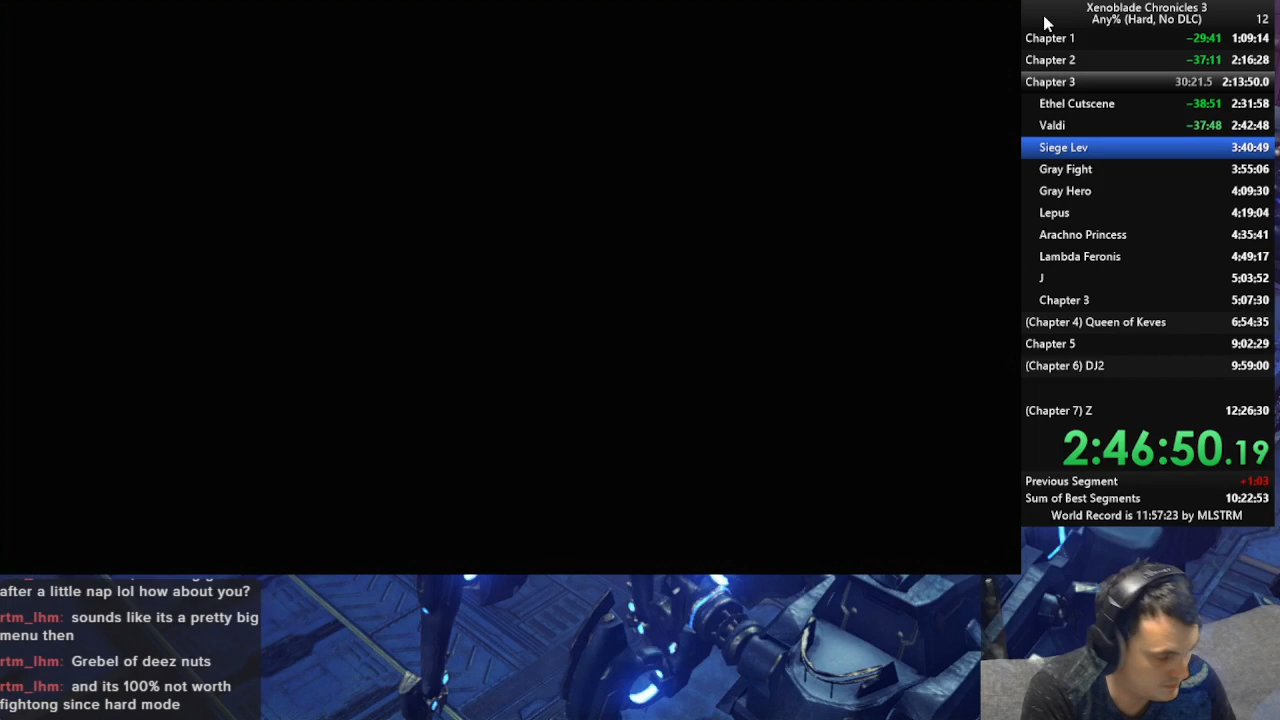 Xenoblade Chronicles 3
Any% (Hard, No DLC) 12
Chapter 1 −29:41 1:09:14
Chapter 2 −37:11 2:16:28
Chapter 3 30:21.5 2:13:50.0
Ethel Cutscene −38:51 2:31:58
Valdi −37:48 2:42:48
Siege Lev 3:40:49
Gray Fight 3:55:06
Gray Hero 4:09:30
Lepus 4:19:04
Arachno Princess 4:35:41
Lambda Feronis 4:49:17
J 5:03:52
Chapter 3 5:07:30
(Chapter 4) Queen of Keves 6:54:35
Chapter 5 9:02:29
(Chapter 6) DJ2 9:59:00
(Chapter 7) Z 12:26:30
2:46:50.19
Previous Segment +1:03
Sum of Best Segments 10:22:53
World Record is 11:57:23 by MLSTRM
after a little nap lol how about you?
rtm_lhm: sounds like its a pretty big
menu then
rtm_lhm: Grebel of deez nuts
rtm_lhm: and its 100% not worth
fightong since hard mode